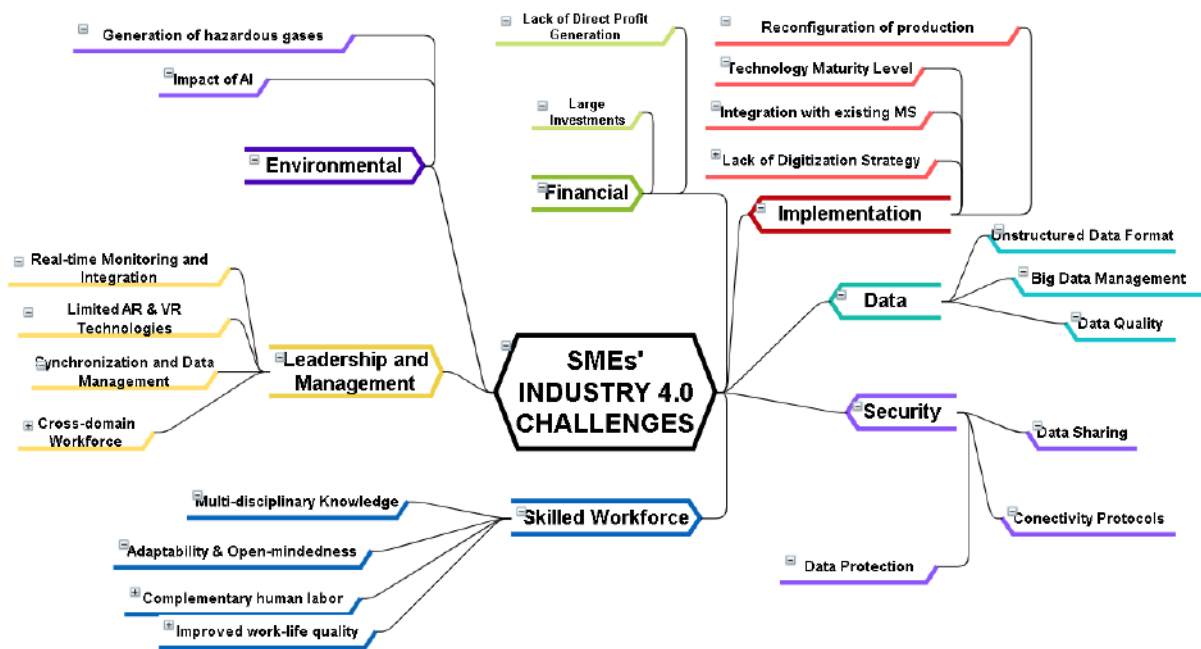 Generation of hazardous gases
Impact of AI
Environmental
Lack of Direct Profit
Generation
Large
Investments
Financial
Reconfiguration of production
Technology Maturity Level
Integration with existing MS
Lack of Digitization Strategy
Implementation
Unstructured Data Format
Big Data Management
Data Quality
Data
Real-time Monitoring and
Integration
Limited AR & VR
Technologies
Synchronization and Data
Management
Cross-domain
Workforce
Leadership and
Management
SMEs'
INDUSTRY 4.0
CHALLENGES
Security
Data Sharing
Conectivity Protocols
Data Protection
Multi-disciplinary Knowledge
Adaptability & Open-mindedness
Complementary human labor
Improved work-life quality
Skilled Workforce